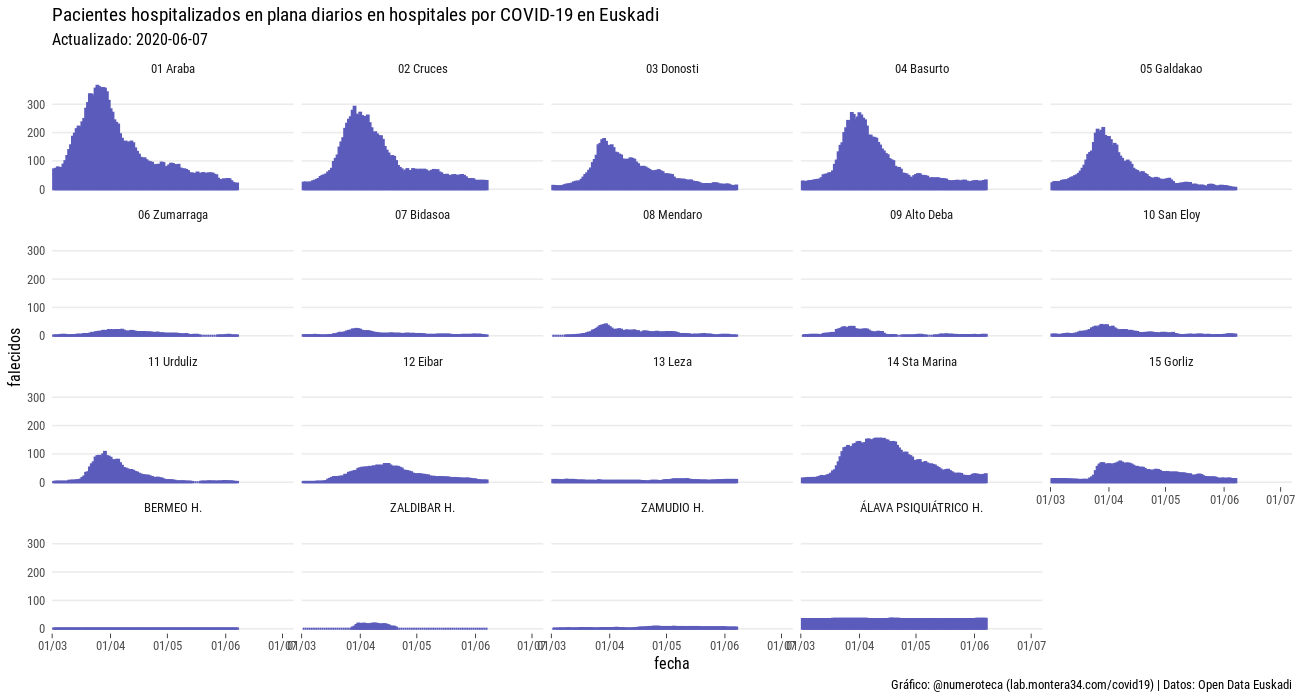 Pacientes hospitalizados en plana diarios en hospitales por COVID-19 en Euskadi
Actualizado: 2020-06-07
01 Araba 02 Cruces 03 Donosti 04 Basurto 05 Galdakao
300
200
100
0
06 Zumarraga 07 Bidasoa 08 Mendaro 09 Alto Deba 10 San Eloy
300
200
100
0
falecidos
11 Urduliz 12 Eibar 13 Leza 14 Sta Marina 15 Gorliz
300
200
100
0
01/03 01/04 01/05 01/06 01/07
BERMEO H. ZALDIBAR H. ZAMUDIO H. ÁLAVA PSIQUIÁTRICO H.
300
200
100
0
01/03 01/04 01/05 01/06 01/07 01/03 01/04 01/05 01/06 01/07 01/03 01/04 01/05 01/06 01/07 01/03 01/04 01/05 01/06 01/07
fecha
Gráfico: @numeroteca (lab.montera34.com/covid19) | Datos: Open Data Euskadi